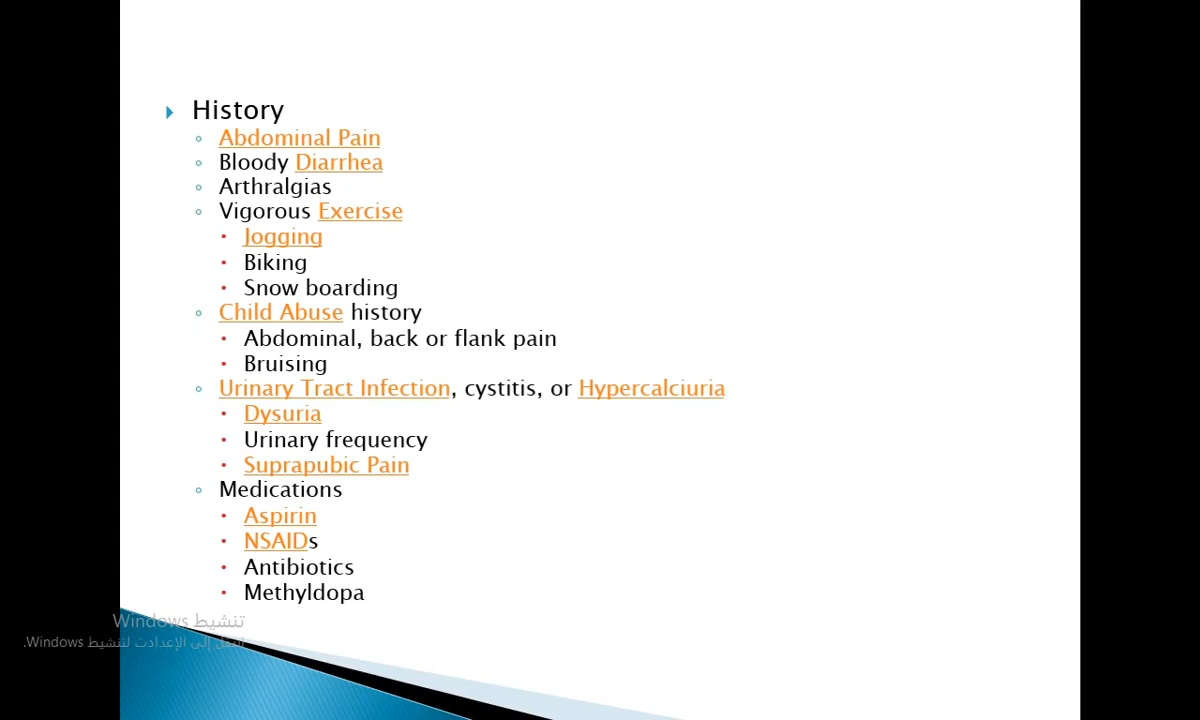 History
Abdominal Pain
Bloody Diarrhea
Arthralgias
Vigorous Exercise
Jogging
Biking
Snow boarding
Child Abuse history
Abdominal, back or flank pain
Bruising
Urinary Tract Infection, cystitis, or Hypercalciuria
Dysuria
Urinary frequency
Suprapubic Pain
Medications
Aspirin
NSAIDs
Antibiotics
Methyldopa
تنشيط Windows
انتقل إلى الإعدادات لتنشيط Windows.